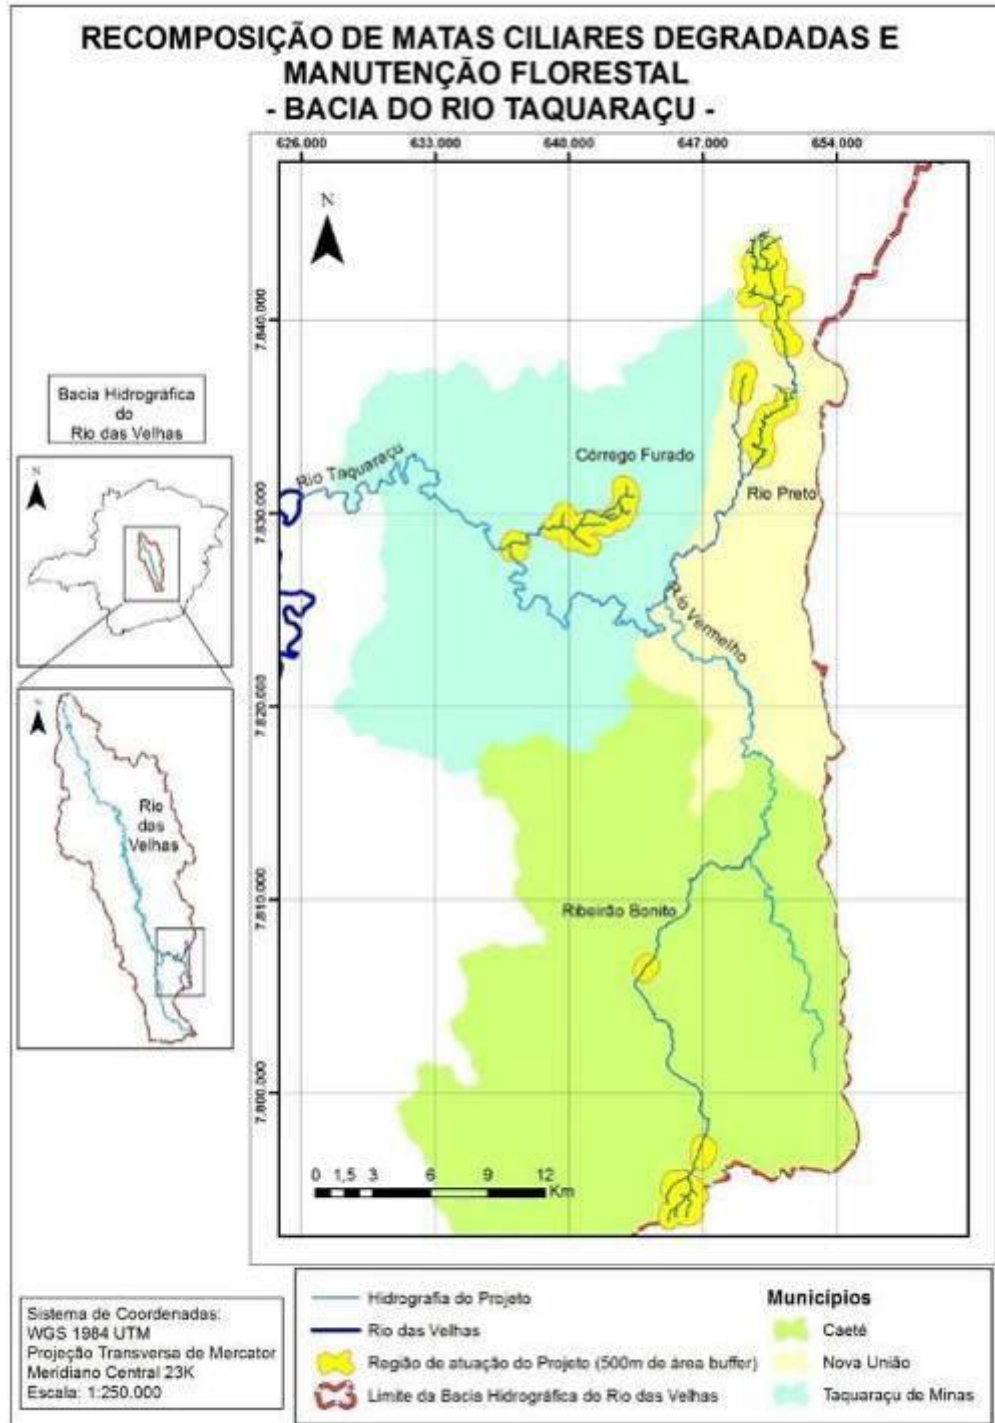 RECOMPOSIÇÃO DE MATAS CILIARES DEGRADADAS E
MANUTENÇÃO FLORESTAL
- BACIA DO RIO TAQUARAÇU -
626.000
633.000
640.000
647.000
654.000
N
7.840.000
7.830.000
7.820.000
7.810.000
7.800.000
Bacia Hidrográfica
do
Rio das Velhas
N
Rio
das
Velhas
N
Rio Taquaraçu
Córrego Furado
Rio Preto
Rio Vermelho
Ribeirão Bonito
0 1,5 3 6 9 12
Km
Sistema de Coordenadas:
WGS 1984 UTM
Projeção Transversa de Mercator
Meridiano Central 23K
Escala: 1:250.000
Hidrografia do Projeto
Rio das Velhas
Região de atuação do Projeto (500m de área buffer)
Limite da Bacia Hidrográfica do Rio das Velhas
Municípios
Caeté
Nova União
Taquaraçu de Minas